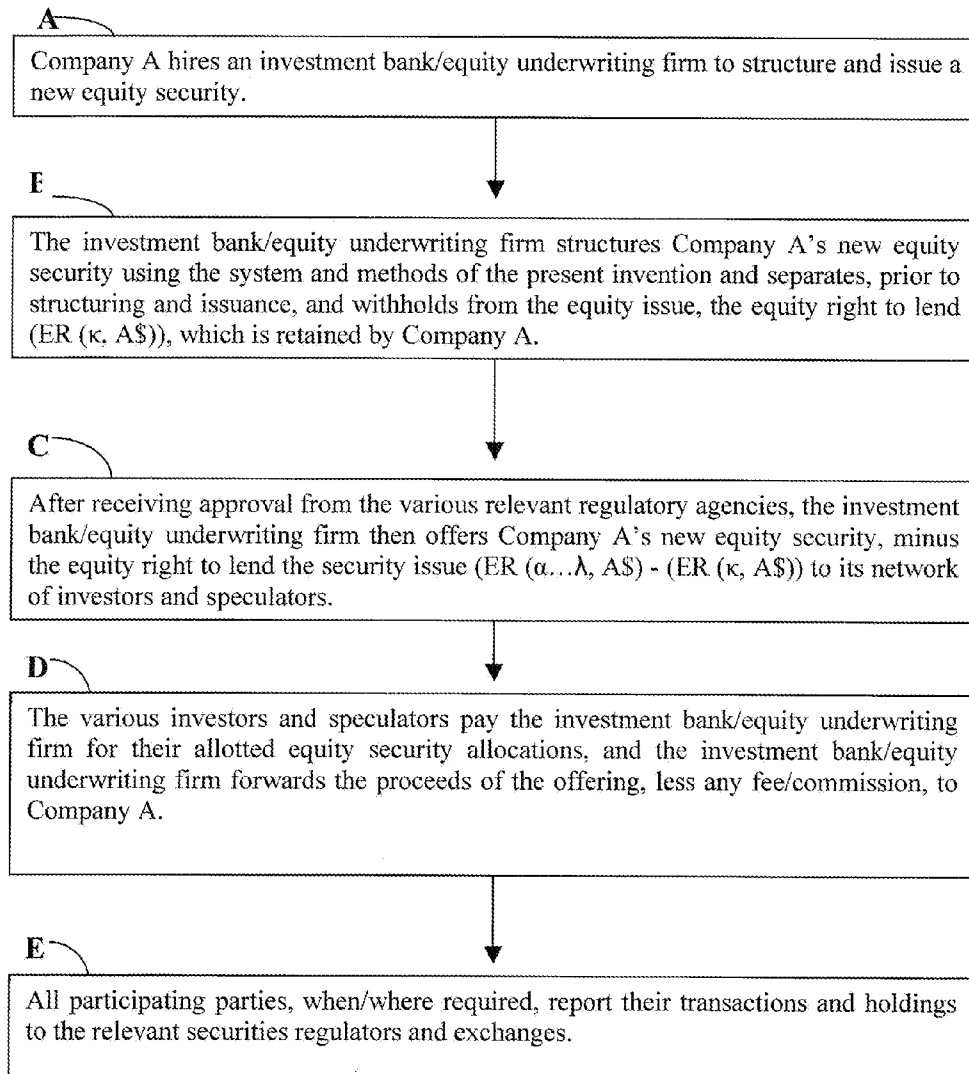 A
Company A hires an investment bank/equity underwriting firm to structure and issue a
new equity security.
E
The investment bank/equity underwriting firm structures Company A's new equity
security using the system and methods of the present invention and separates, prior to
structuring and issuance, and withholds from the equity issue, the equity right to lend
(ER (κ, A$)), which is retained by Company A.
C
After receiving approval from the various relevant regulatory agencies, the investment
bank/equity underwriting firm then offers Company A's new equity security, minus
the equity right to lend the security issue (ER (α...λ, A$) - (ER (κ, A$)) to its network
of investors and speculators.
D
The various investors and speculators pay the investment bank/equity underwriting
firm for their allotted equity security allocations, and the investment bank/equity
underwriting firm forwards the proceeds of the offering, less any fee/commission, to
Company A.
E
All participating parties, when/where required, report their transactions and holdings
to the relevant securities regulators and exchanges.